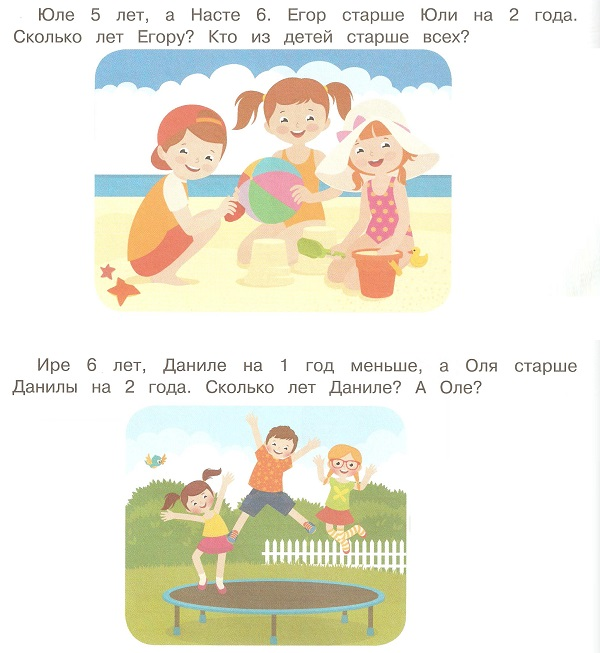 Юле 5 лет, а Насте 6. Егор старше Юли на 2 года.
Сколько лет Егору? Кто из детей старше всех?
Ире 6 лет, Даниле на 1 год меньше, а Оля старше
Данилы на 2 года. Сколько лет Даниле? А Оле?